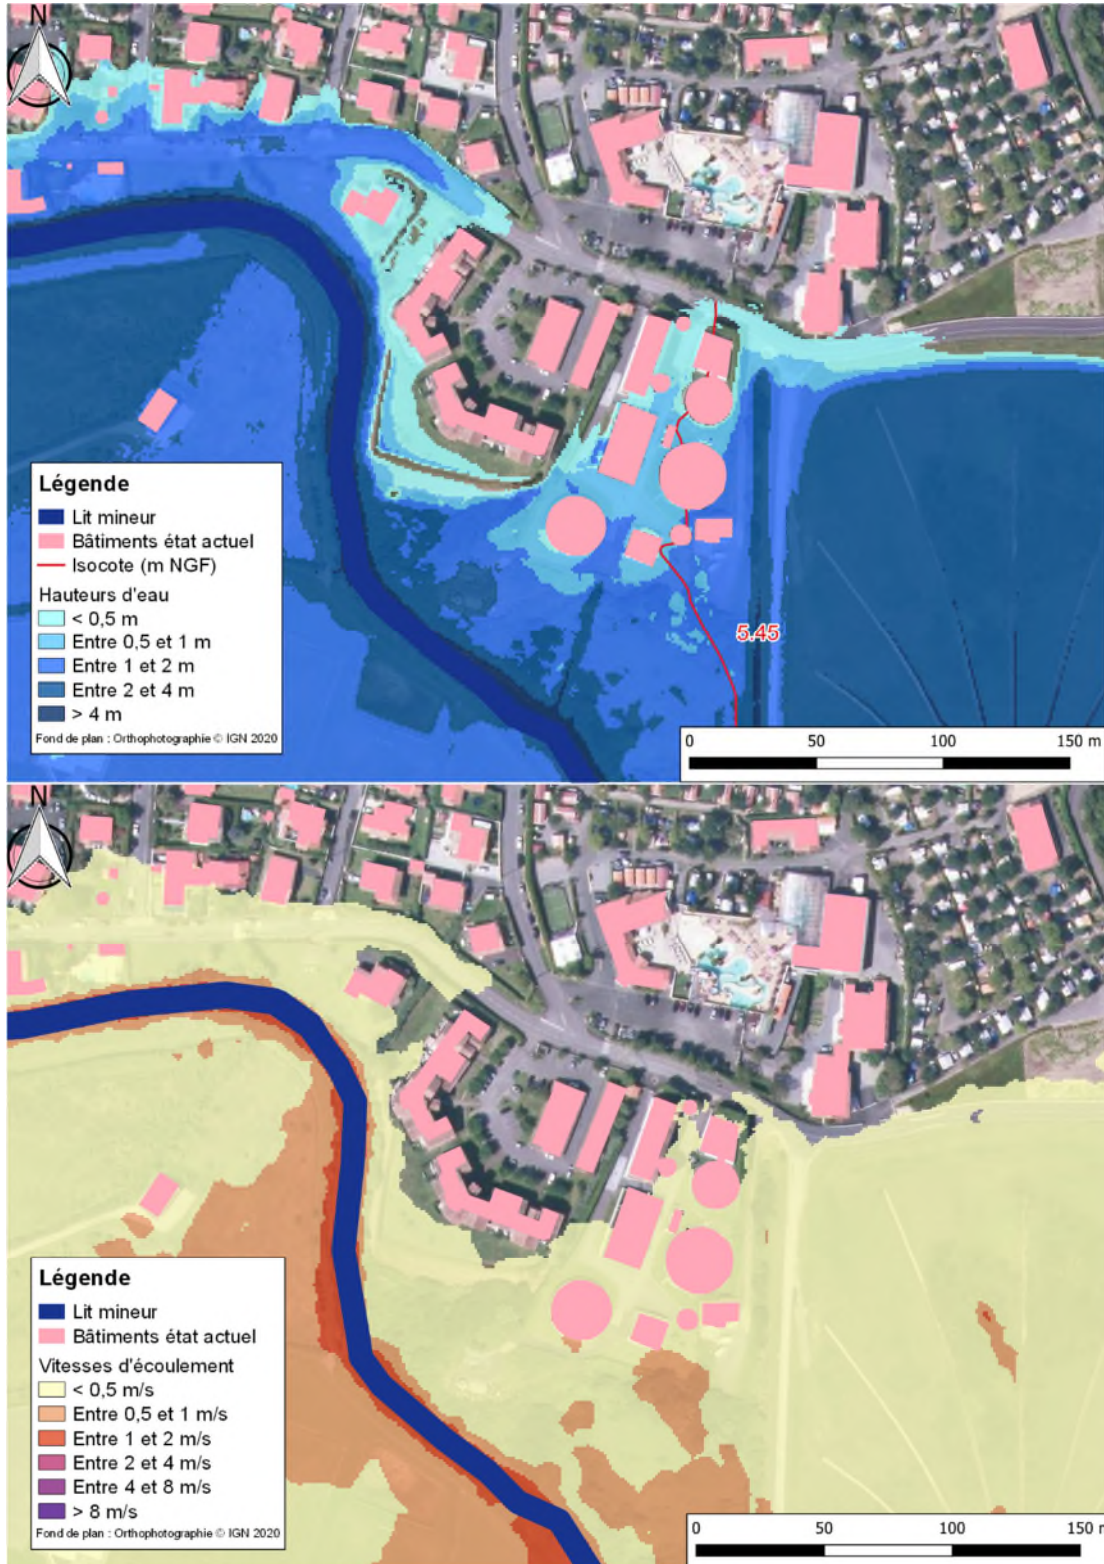 N
5.45
Légende
Lit mineur
Bâtiments état actuel
Isocote (m NGF)
Hauteurs d'eau
< 0,5 m
Entre 0,5 et 1 m
Entre 1 et 2 m
Entre 2 et 4 m
> 4 m
Fond de plan : Orthophotographie © IGN 2020
0 50 100 150 m
N
Légende
Lit mineur
Bâtiments état actuel
Vitesses d'écoulement
< 0,5 m/s
Entre 0,5 et 1 m/s
Entre 1 et 2 m/s
Entre 2 et 4 m/s
Entre 4 et 8 m/s
> 8 m/s
Fond de plan : Orthophotographie © IGN 2020
0 50 100 150 m